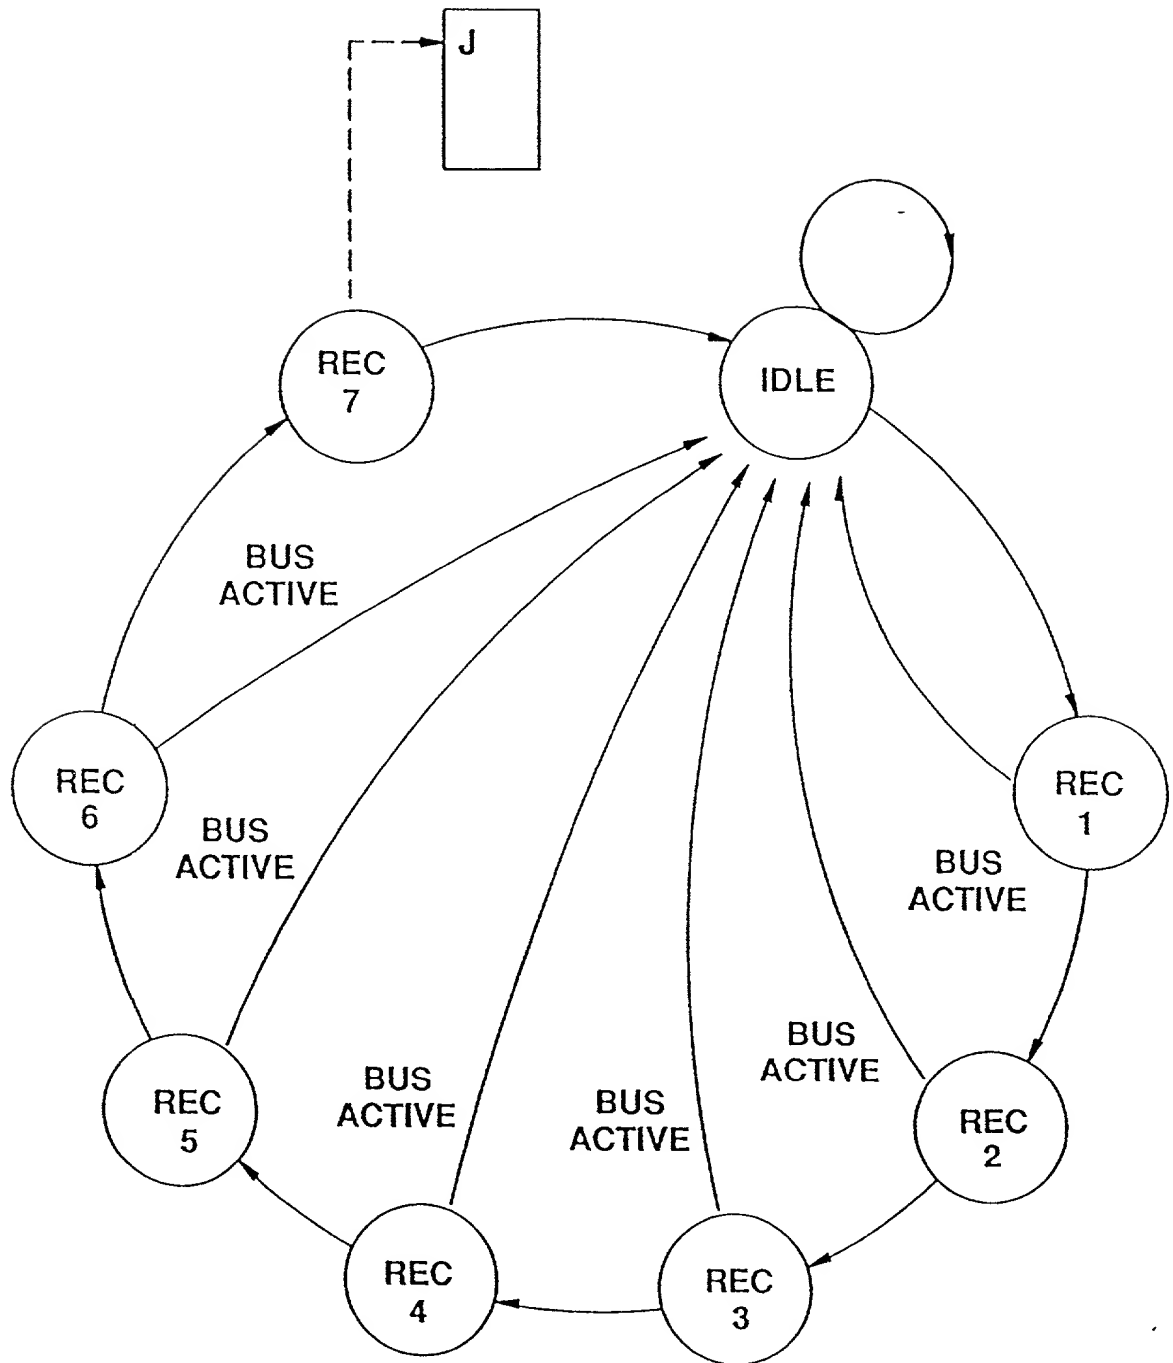 J
REC
7
IDLE
BUS
ACTIVE
REC
6
REC
1
BUS
ACTIVE
BUS
ACTIVE
BUS
ACTIVE
BUS
ACTIVE
BUS
ACTIVE
REC
5
REC
2
REC
4
REC
3